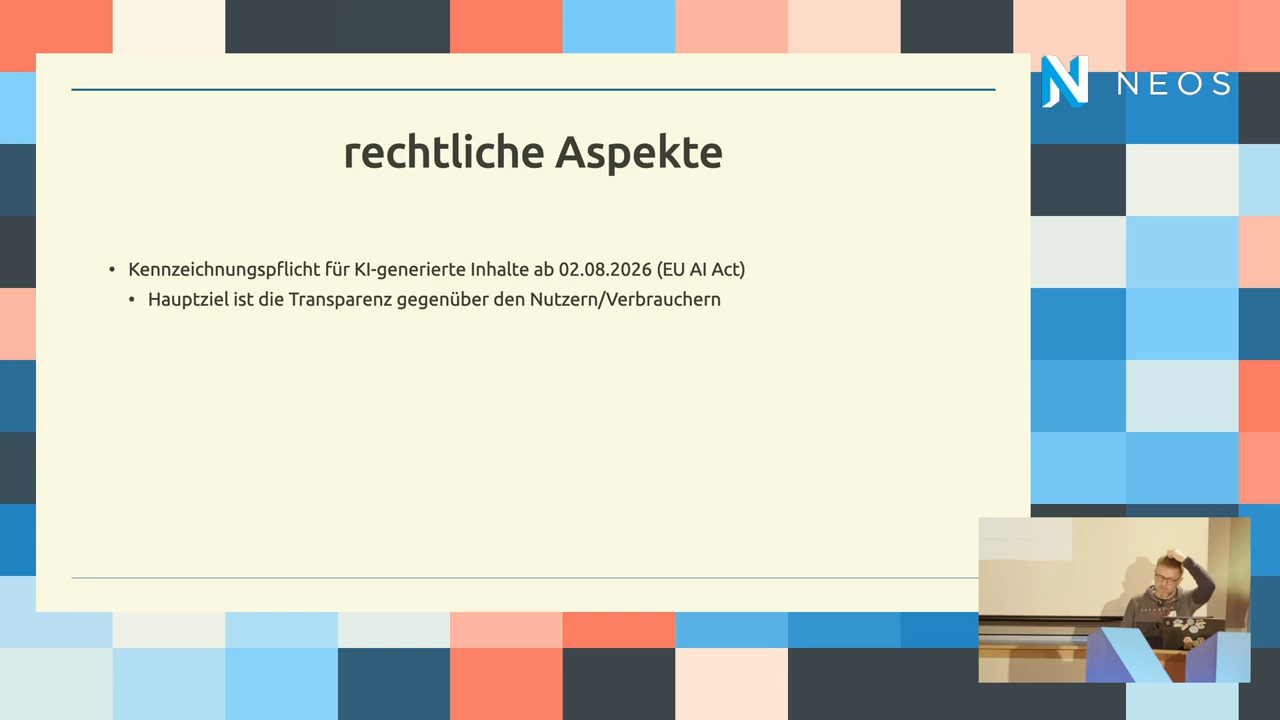 NEOS
rechtliche Aspekte
• Kennzeichnungspflicht für KI-generierte Inhalte ab 02.08.2026 (EU AI Act)
• Hauptziel ist die Transparenz gegenüber den Nutzern/Verbrauchern